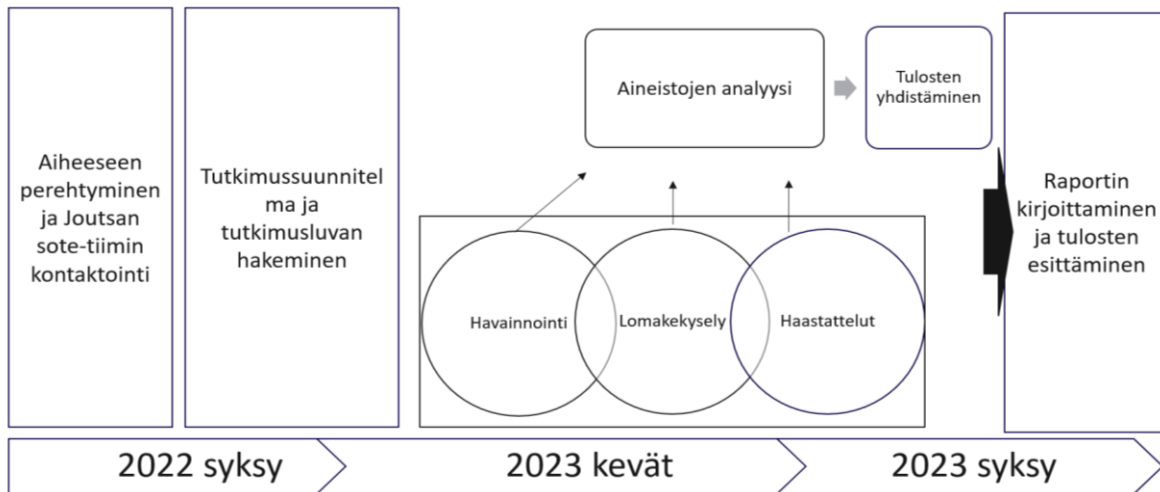 Aiheeseen
perehtyminen
ja Joutsan
sote-tiimin
kontaktointi
Tutkimussuunnitel
ma ja
tutkimusluvan
hakeminen
Aineistojen analyysi
Tulosten
yhdistäminen
Havainnointi
Lomakekysely
Haastattelut
Raportin
kirjoittaminen
ja tulosten
esittäminen
2022 syksy
2023 kevät
2023 syksy